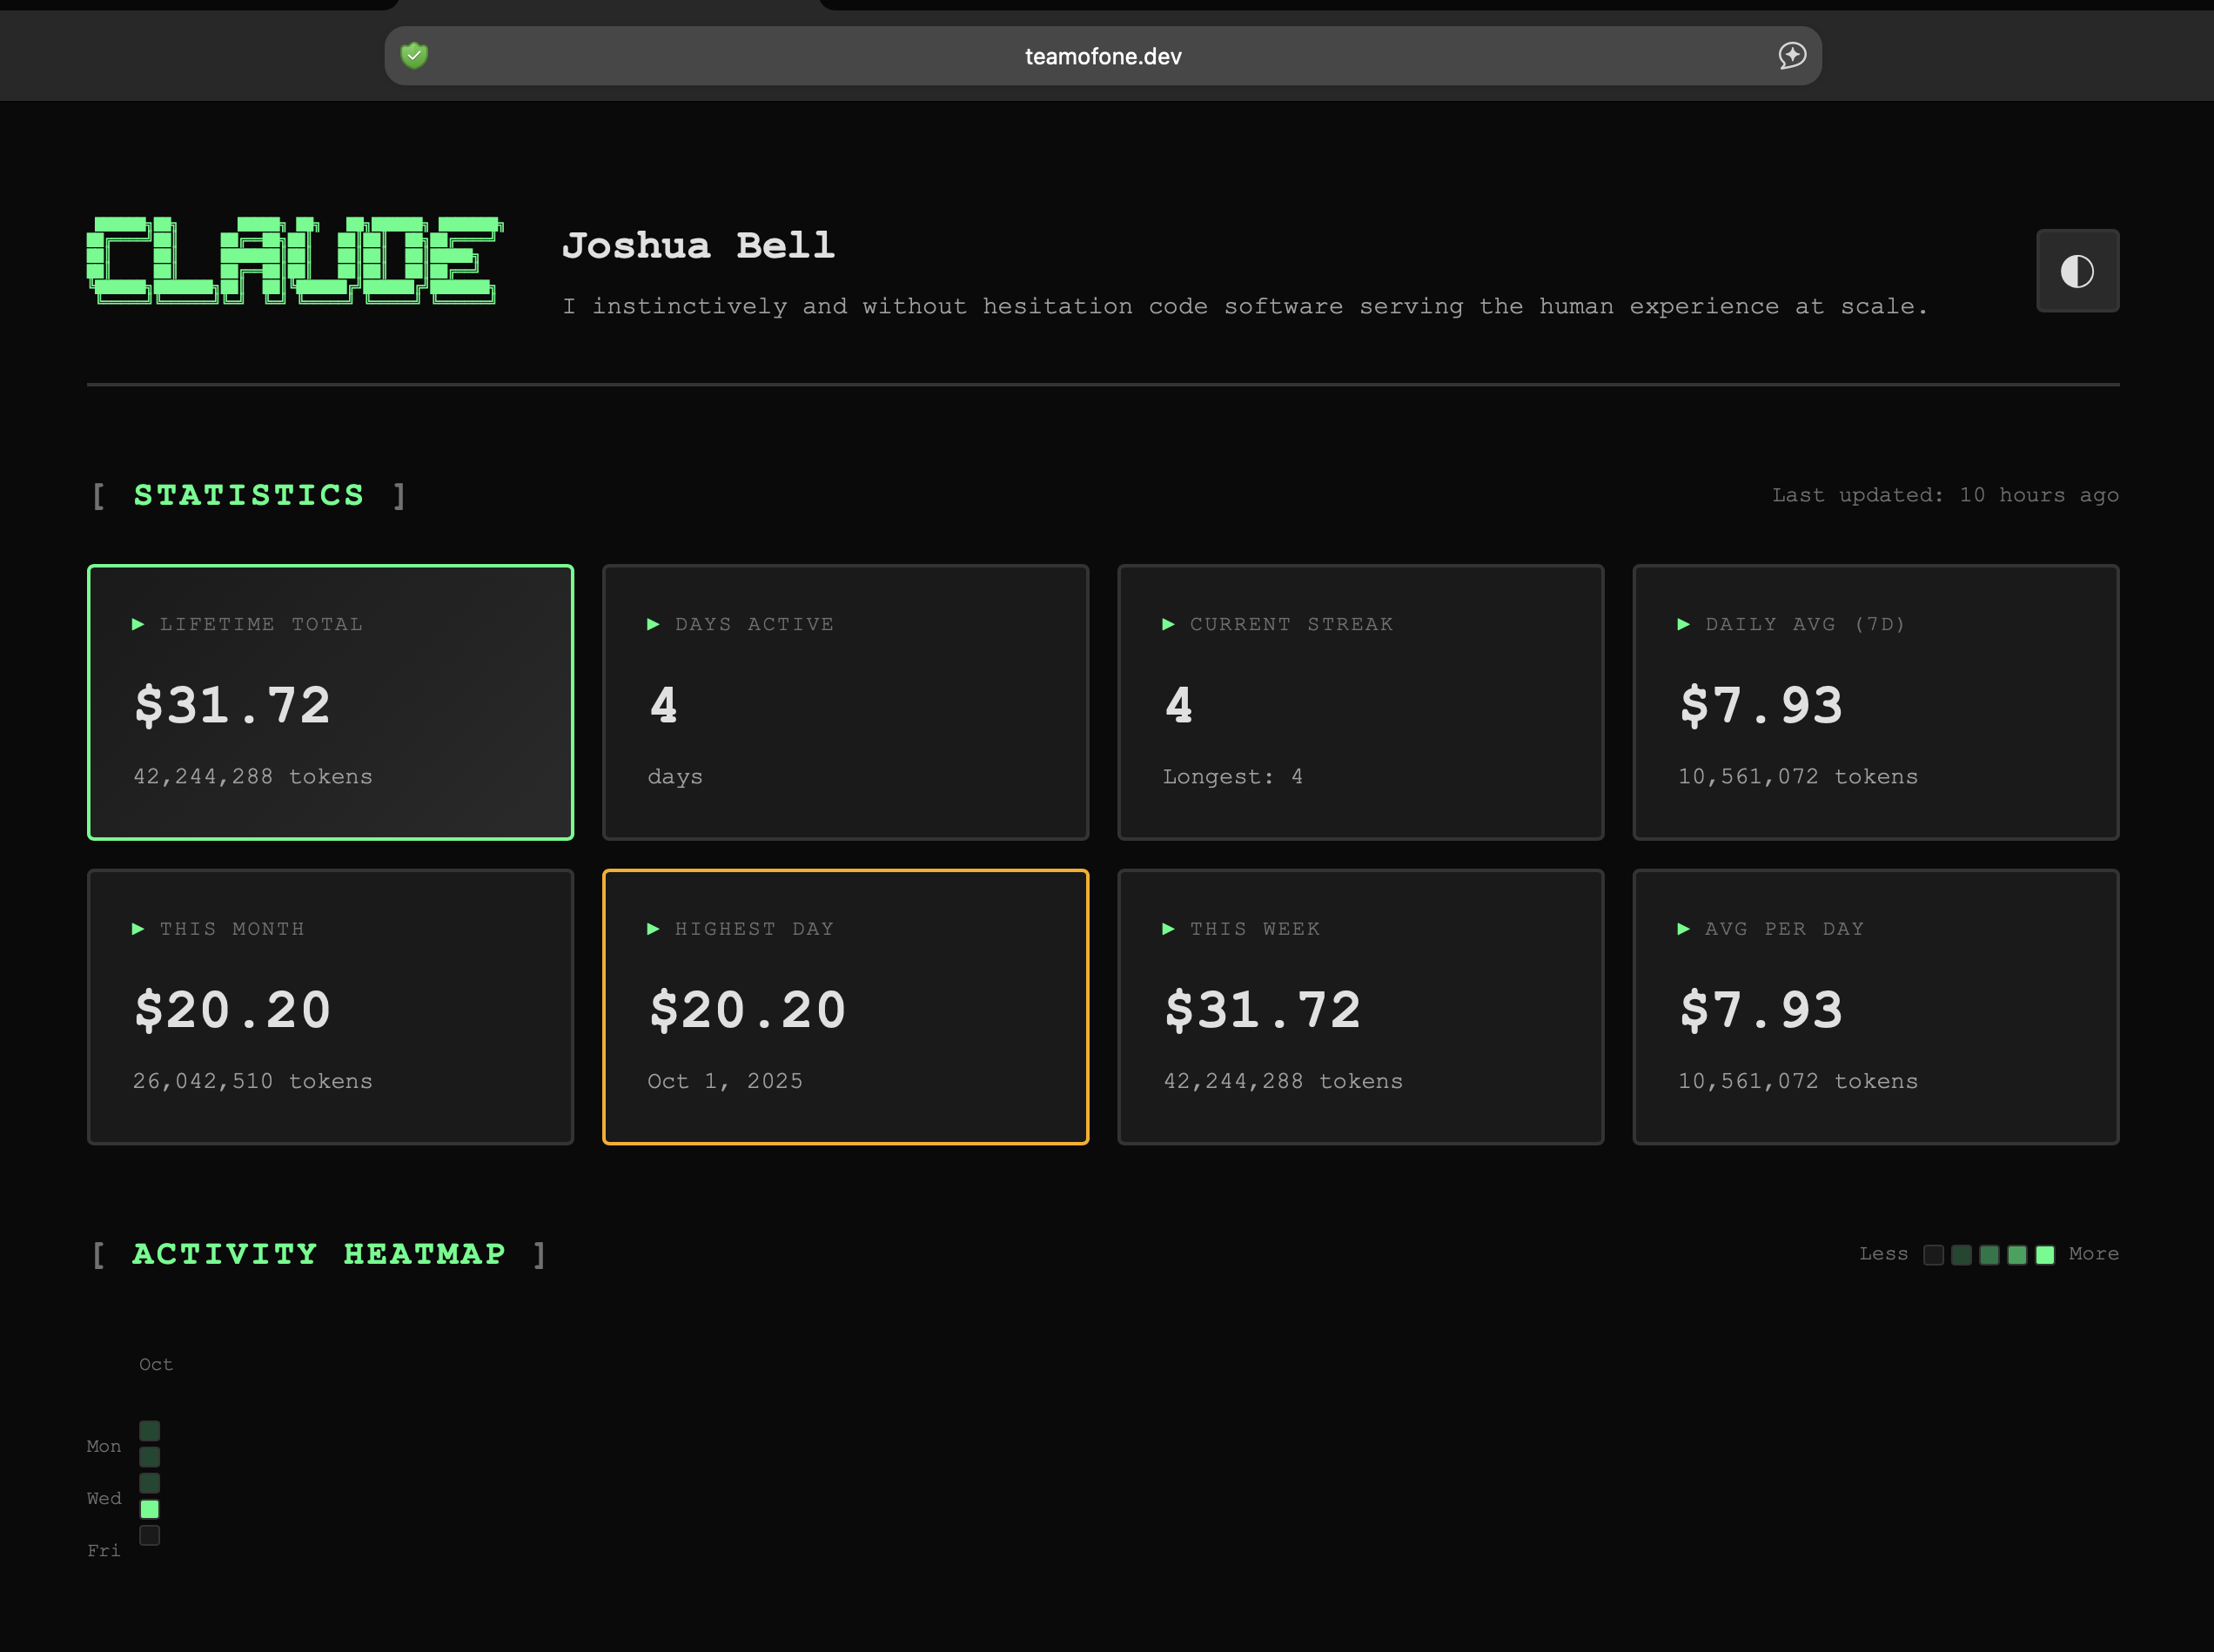 teamofone.dev
CLAUDE
Joshua Bell
I instinctively and without hesitation code software serving the human experience at scale.
[ STATISTICS ]
Last updated: 10 hours ago
▶ LIFETIME TOTAL
$31.72
42,244,288 tokens
▶ DAYS ACTIVE
4
days
▶ CURRENT STREAK
4
Longest: 4
▶ DAILY AVG (7D)
$7.93
10,561,072 tokens
▶ THIS MONTH
$20.20
26,042,510 tokens
▶ HIGHEST DAY
$20.20
Oct 1, 2025
▶ THIS WEEK
$31.72
42,244,288 tokens
▶ AVG PER DAY
$7.93
10,561,072 tokens
[ ACTIVITY HEATMAP ]
Less More
Oct
Mon
Wed
Fri